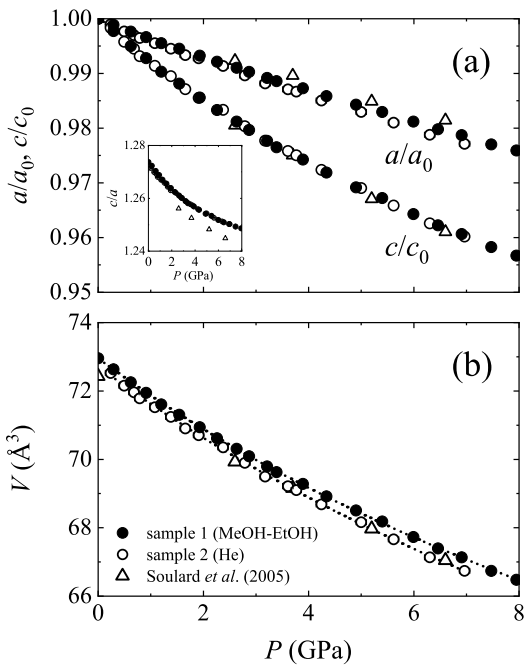 1.00
0.99
0.98
0.97
0.96
0.95
a/a₀, c/c₀
(a)
a/a₀
c/c₀
1.28
1.26
1.24
c/a
0 2 4 6 8
P (GPa)
74
72
70
68
66
V (Å³)
(b)
sample 1 (MeOH-EtOH)
sample 2 (He)
Soulard et al. (2005)
0 2 4 6 8
P (GPa)